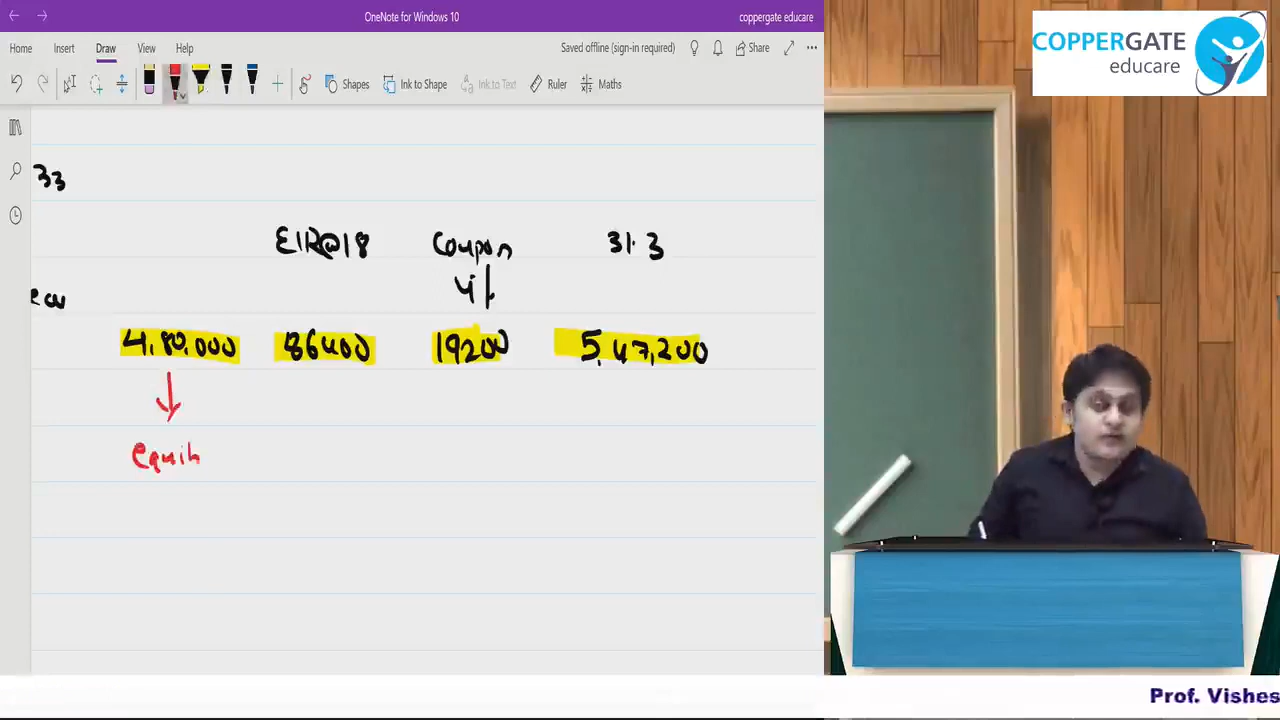 OneNote for Windows 10
coppergate educare
Home Insert Draw View Help
Saved offline (sign-in required)
Share
Shapes
Ink to Shape
Ink to Text
Ruler
Maths
COPPERGATE
educare
33
EIR@18 Coupon 31.3
4%
4,80,000 86400 19200 5,47,200
equih
Prof. Vishes